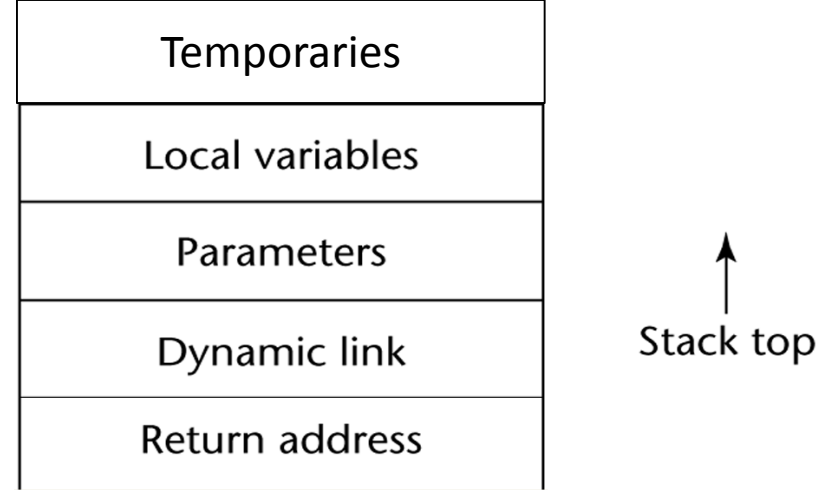 Temporaries
Local variables
Parameters
Dynamic link
Return address
Stack top